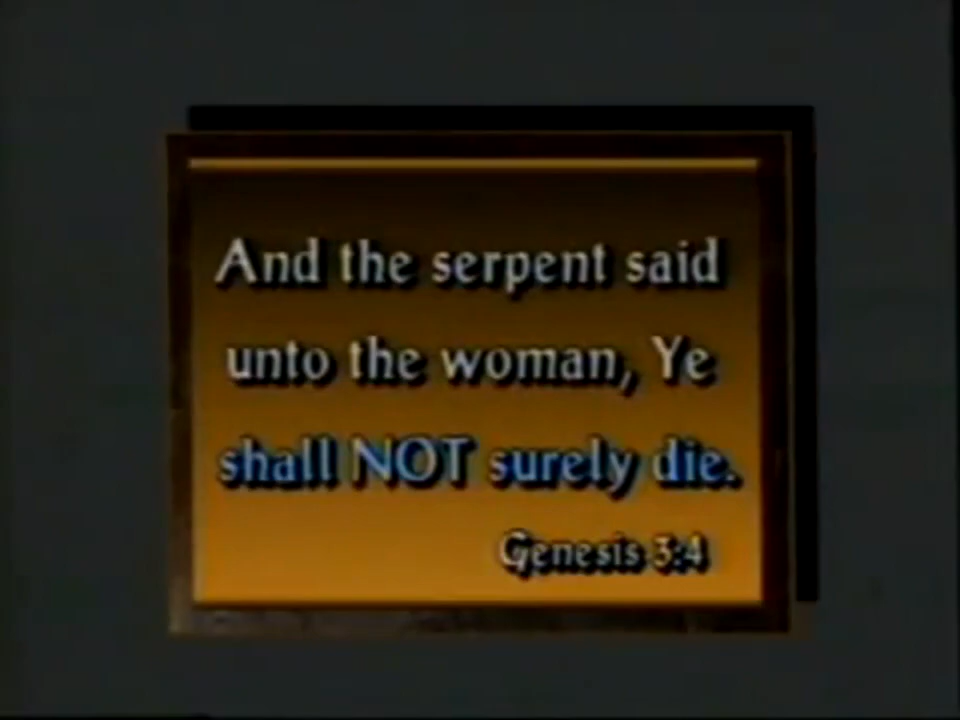 And the serpent said
unto the woman, Ye
shall NOT surely die.
Genesis 3:4